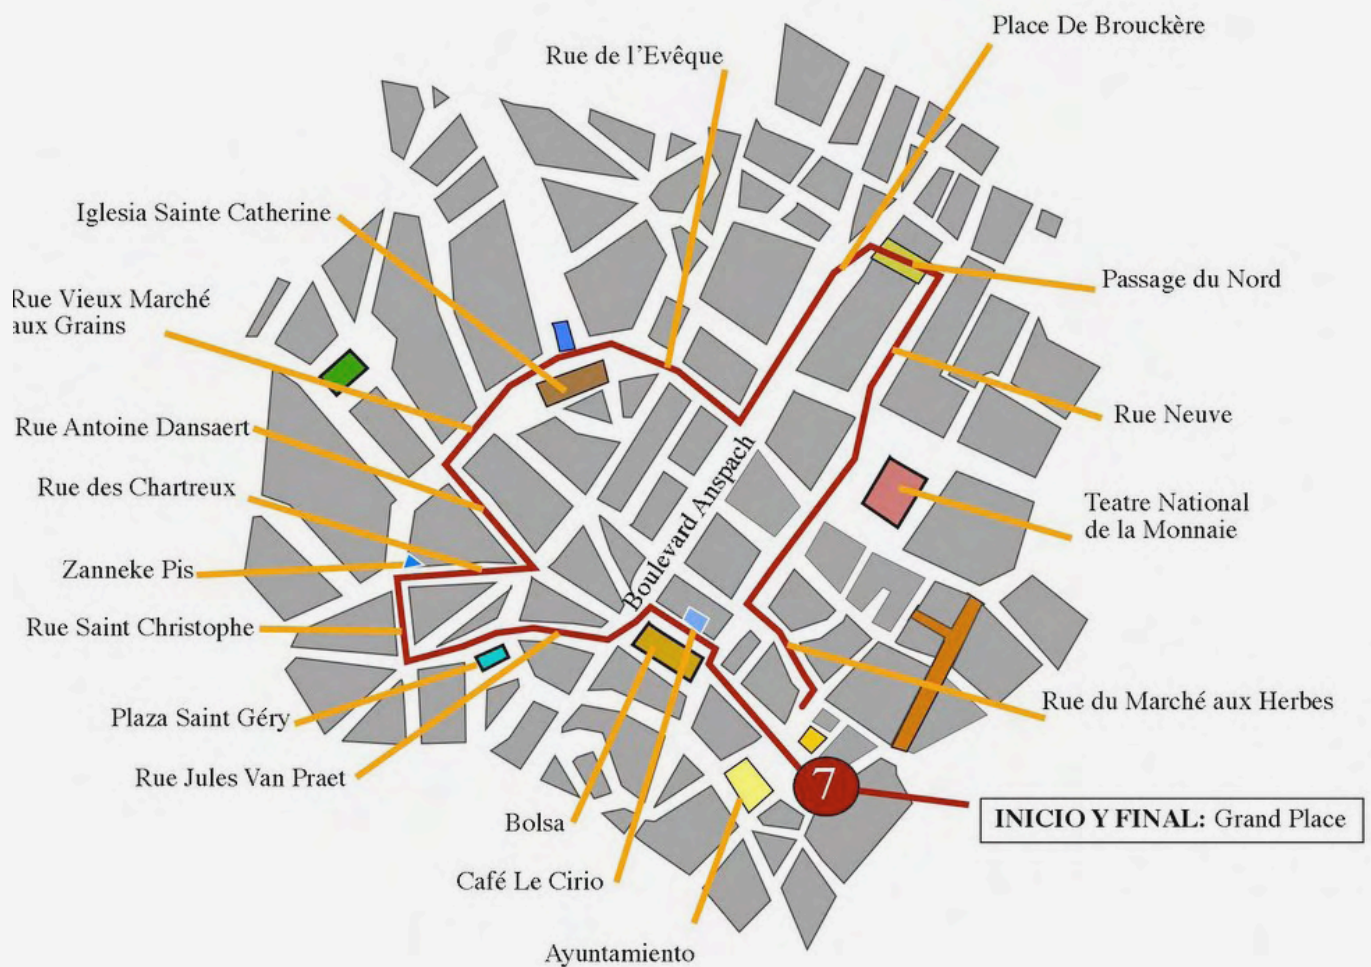 Place De Brouckère
Rue de l’Evêque
Iglesia Sainte Catherine
Passage du Nord
Rue Vieux Marché
aux Grains
Rue Neuve
Rue Antoine Dansaert
Boulevard Anspach
Rue des Chartreux
Teatre National
de la Monnaie
Zanneke Pis
Rue Saint Christophe
Rue du Marché aux Herbes
Plaza Saint Géry
Rue Jules Van Praet
7
INICIO Y FINAL: Grand Place
Bolsa
Café Le Cirio
Ayuntamiento